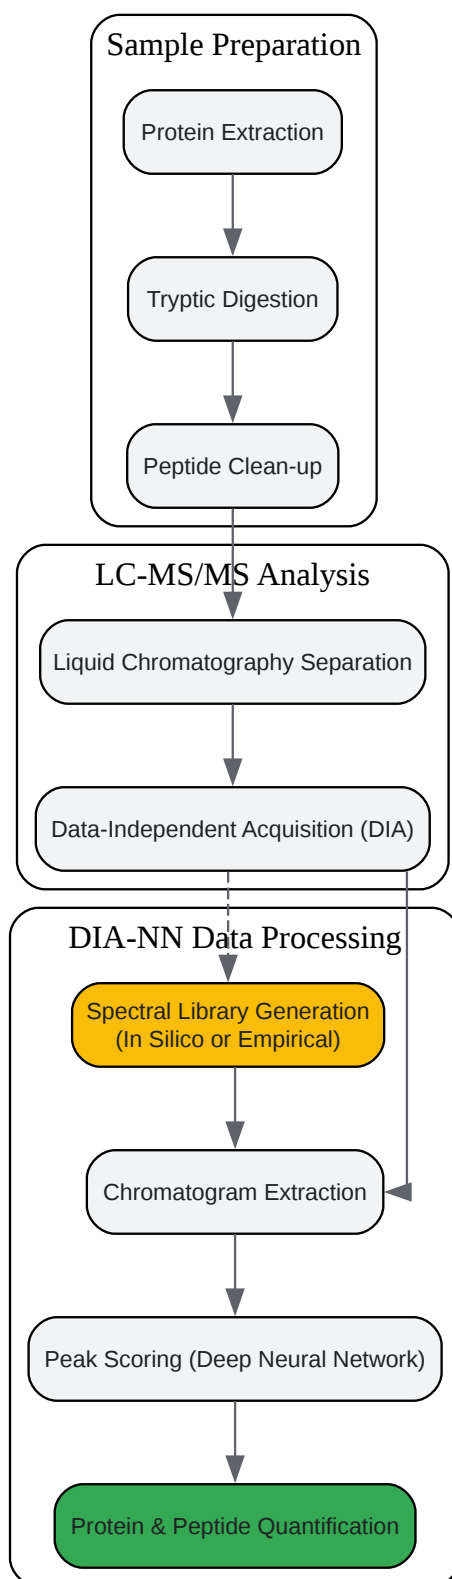 Sample Preparation
Protein Extraction
Tryptic Digestion
Peptide Clean-up
LC-MS/MS Analysis
Liquid Chromatography Separation
Data-Independent Acquisition (DIA)
DIA-NN Data Processing
Spectral Library Generation
(In Silico or Empirical)
Chromatogram Extraction
Peak Scoring (Deep Neural Network)
Protein & Peptide Quantification